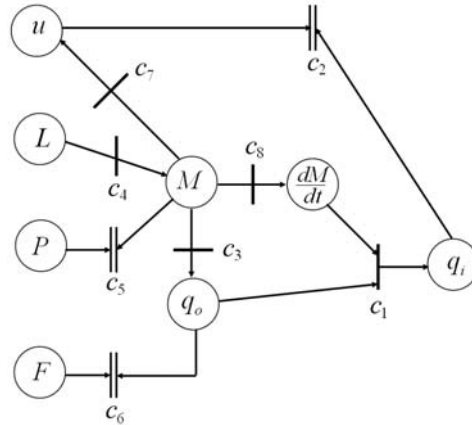 u
c₂
c₇
L
c₄
M
c₈
dM
dt
P
c₅
c₃
qᵢ
qₒ
c₁
F
c₆